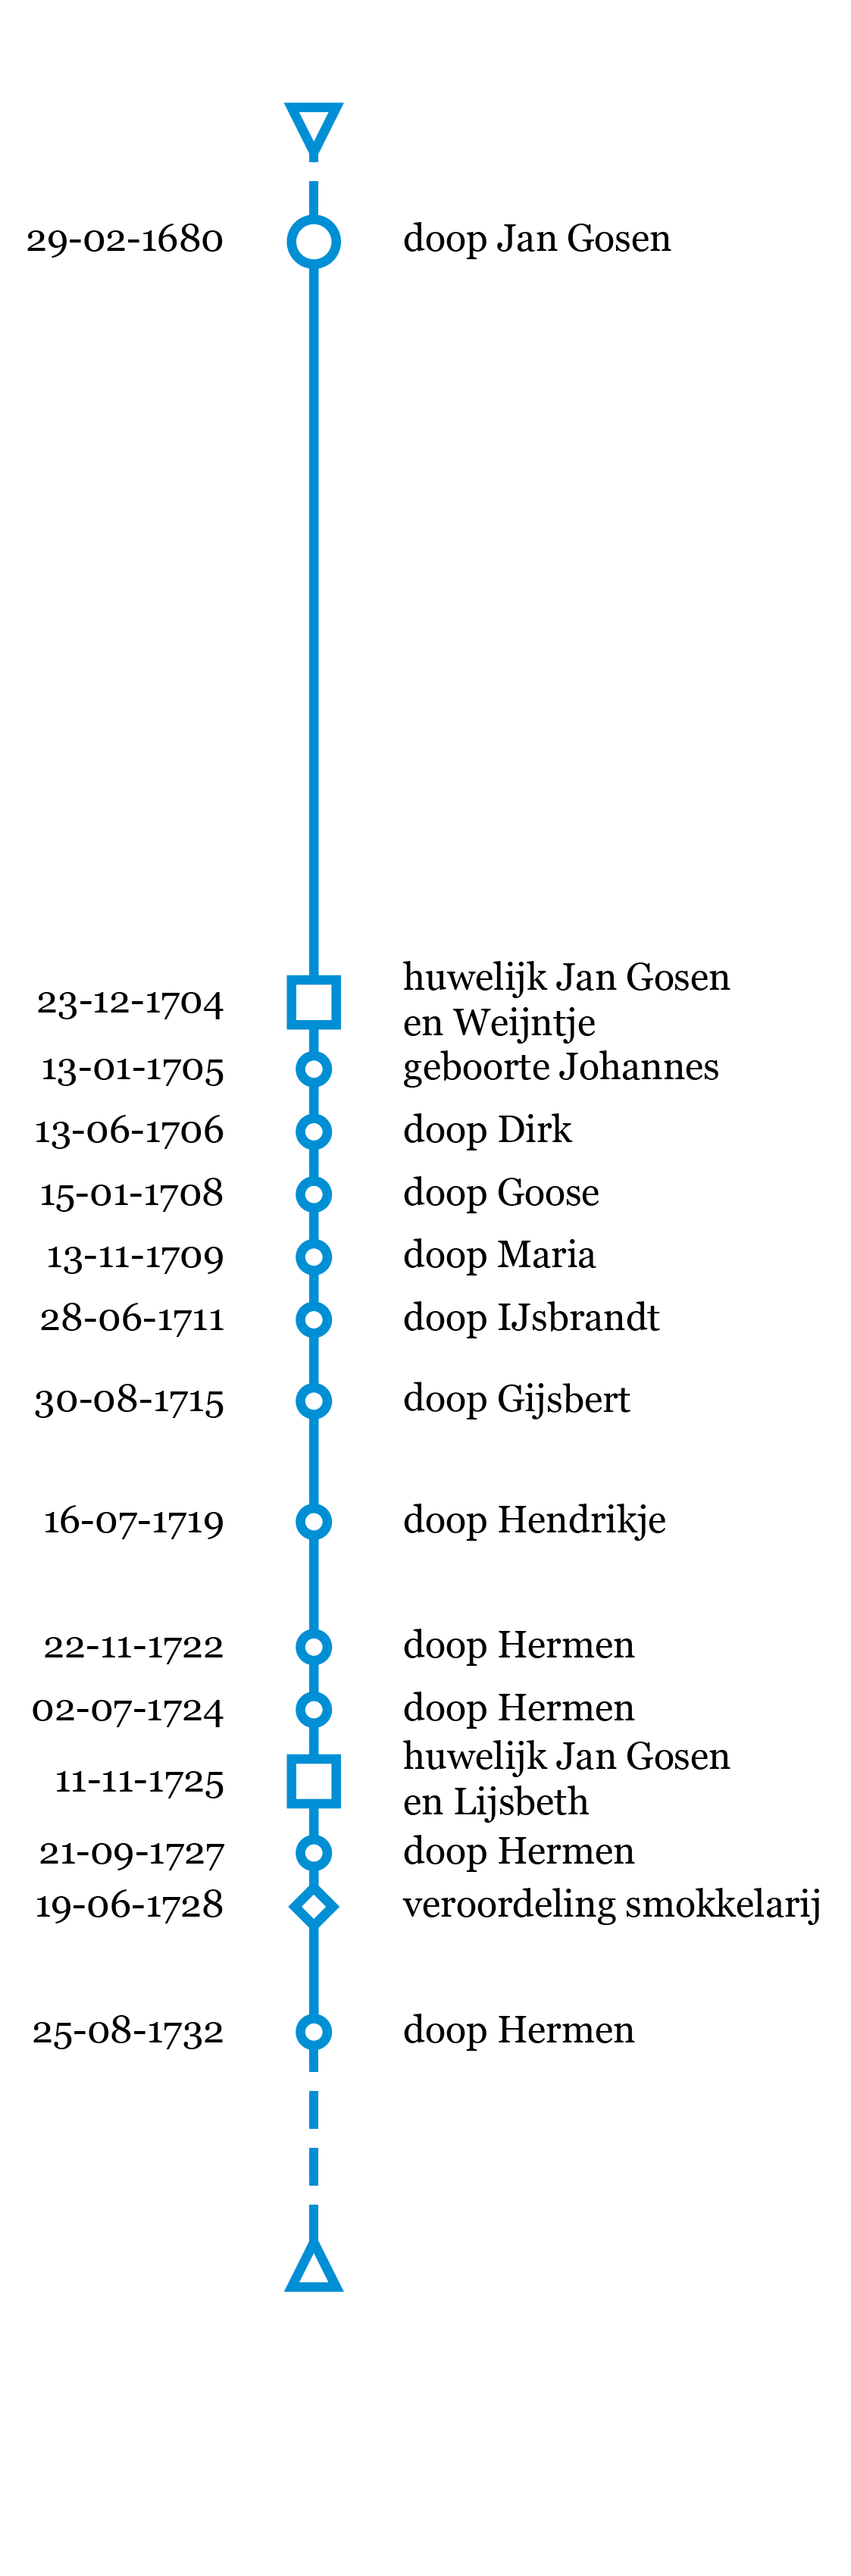 29-02-1680 doop Jan Gosen
23-12-1704 huwelijk Jan Gosen
en Weijntje
13-01-1705 geboorte Johannes
13-06-1706 doop Dirk
15-01-1708 doop Goose
13-11-1709 doop Maria
28-06-1711 doop IJsbrandt
30-08-1715 doop Gijsbert
16-07-1719 doop Hendrikje
22-11-1722 doop Hermen
02-07-1724 doop Hermen
11-11-1725 huwelijk Jan Gosen
en Lijsbeth
21-09-1727 doop Hermen
19-06-1728 veroordeling smokkelarij
25-08-1732 doop Hermen